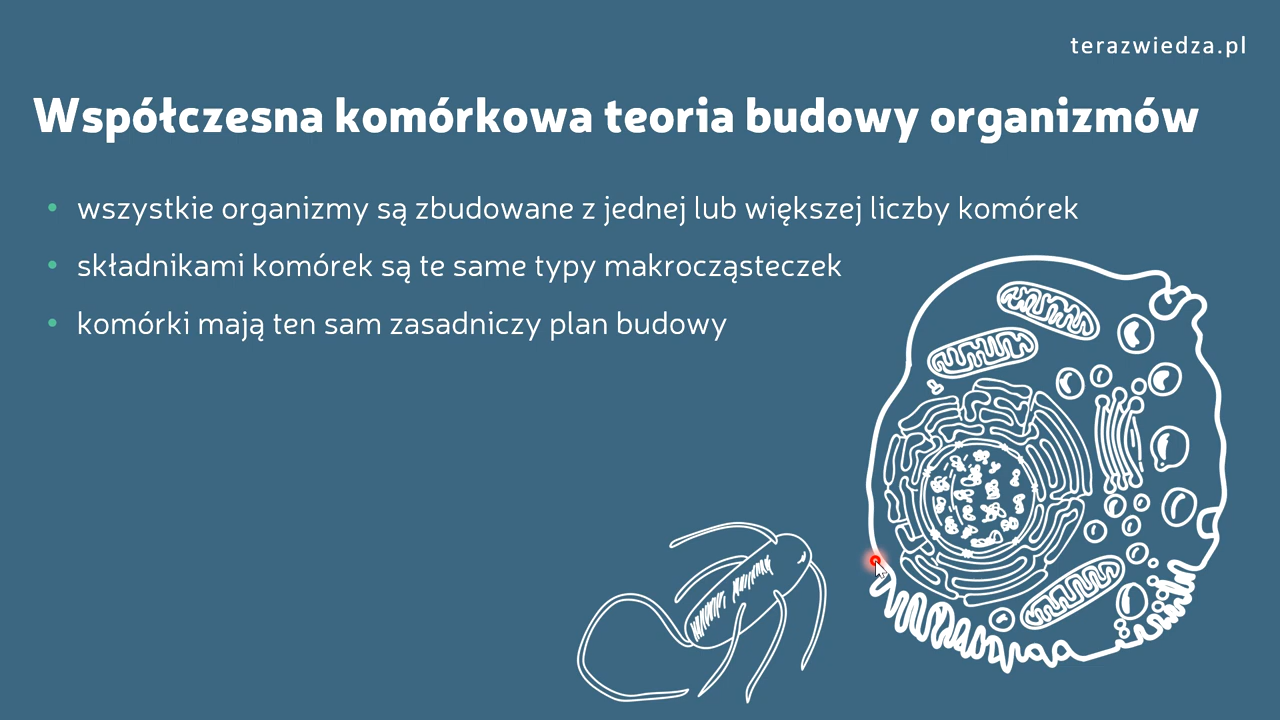 terazwiedza.pl
Współczesna komórkowa teoria budowy organizmów
• wszystkie organizmy są zbudowane z jednej lub większej liczby komórek
• składnikami komórek są te same typy makrocząsteczek
• komórki mają ten sam zasadniczy plan budowy